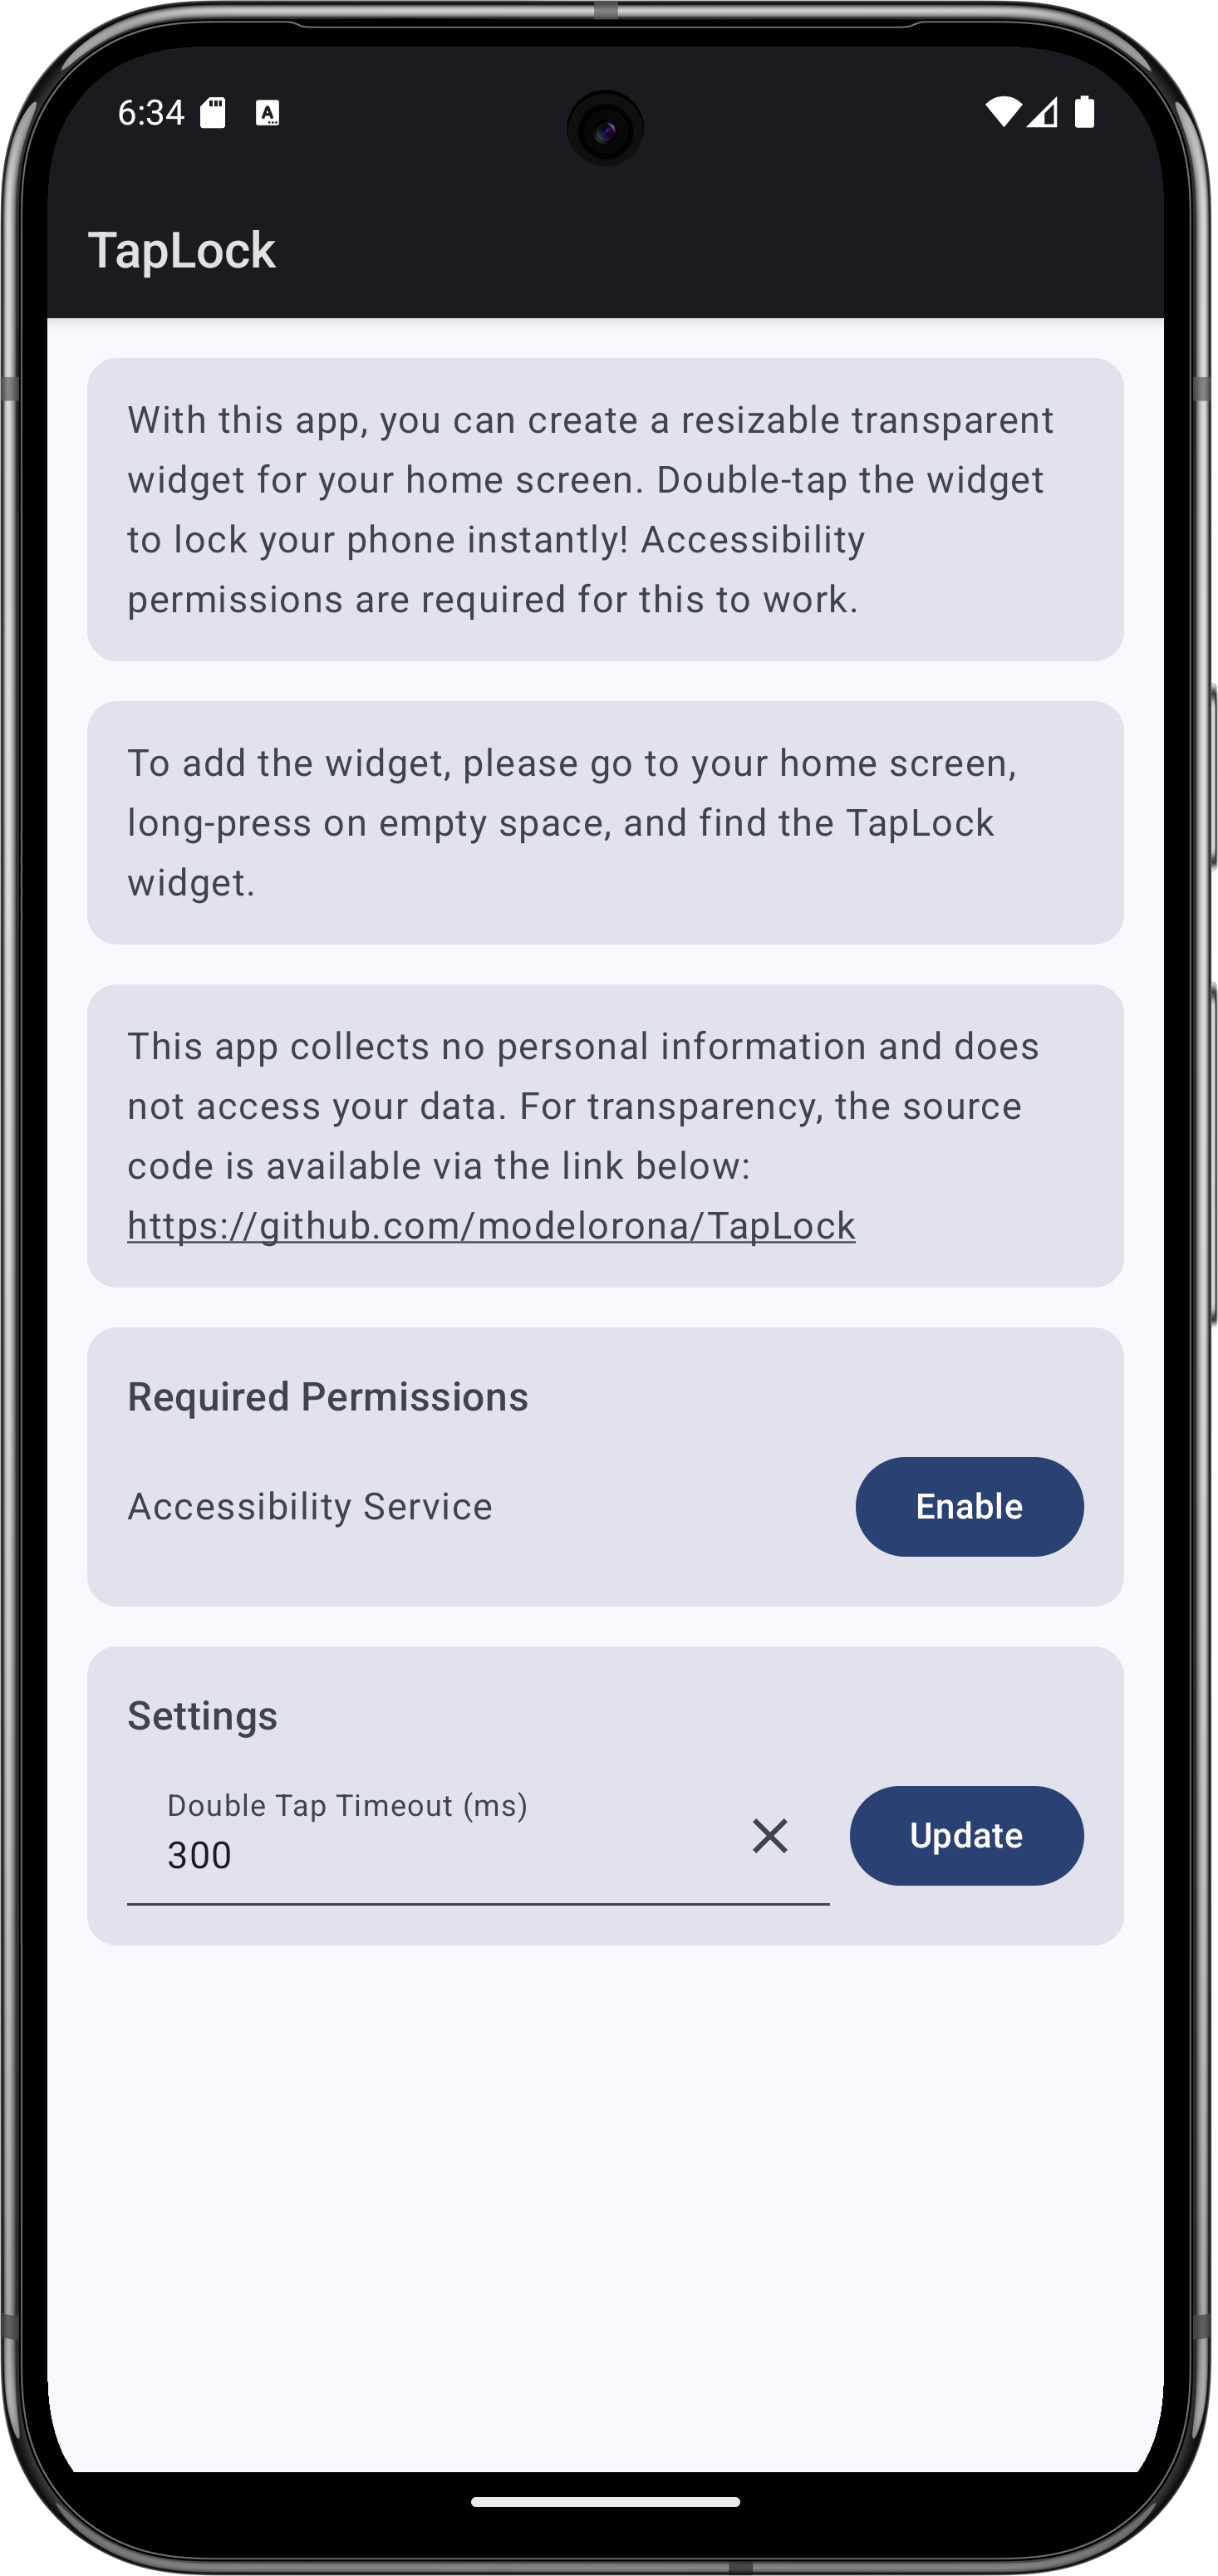 6:34
TapLock
With this app, you can create a resizable transparent
widget for your home screen. Double-tap the widget
to lock your phone instantly! Accessibility
permissions are required for this to work.
To add the widget, please go to your home screen,
long-press on empty space, and find the TapLock
widget.
This app collects no personal information and does
not access your data. For transparency, the source
code is available via the link below:
https://github.com/modelorona/TapLock
Required Permissions
Accessibility Service
Enable
Settings
Double Tap Timeout (ms)
300
Update